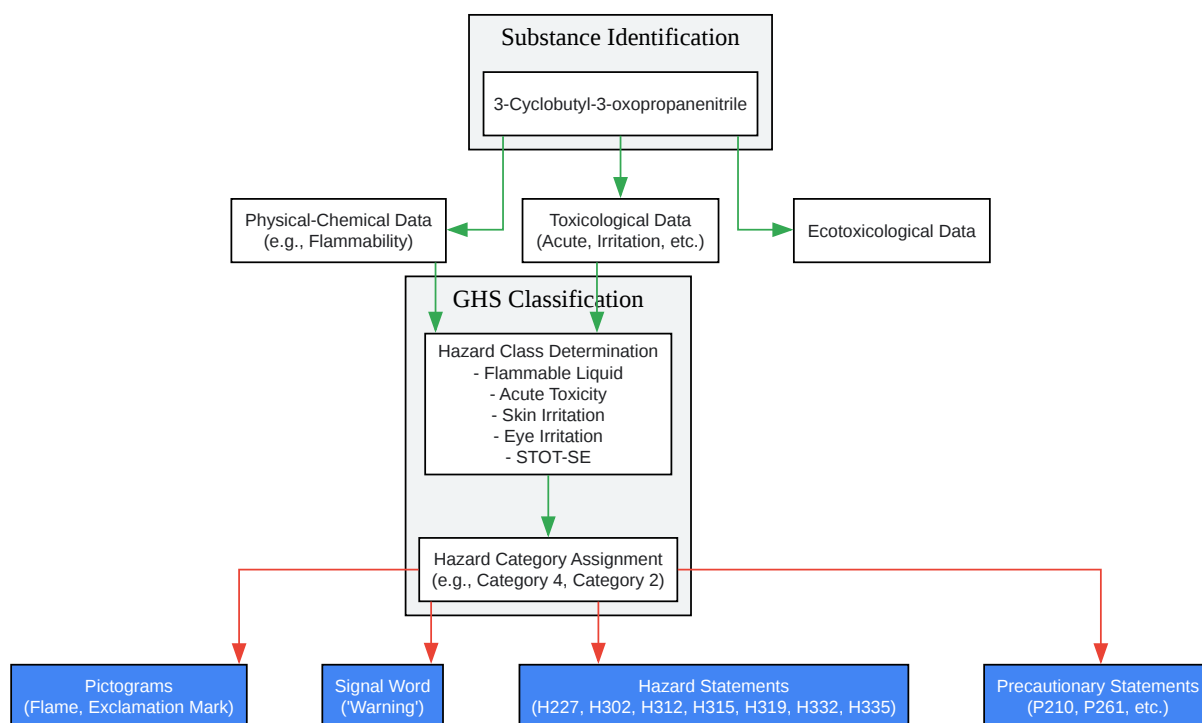 Substance Identification
3-Cyclobutyl-3-oxopropanenitrile
Physical-Chemical Data
(e.g., Flammability)
Toxicological Data
(Acute, Irritation, etc.)
Ecotoxicological Data
GHS Classification
Hazard Class Determination
- Flammable Liquid
- Acute Toxicity
- Skin Irritation
- Eye Irritation
- STOT-SE
Hazard Category Assignment
(e.g., Category 4, Category 2)
Pictograms
(Flame, Exclamation Mark)
Signal Word
('Warning')
Hazard Statements
(H227, H302, H312, H315, H319, H332, H335)
Precautionary Statements
(P210, P261, etc.)